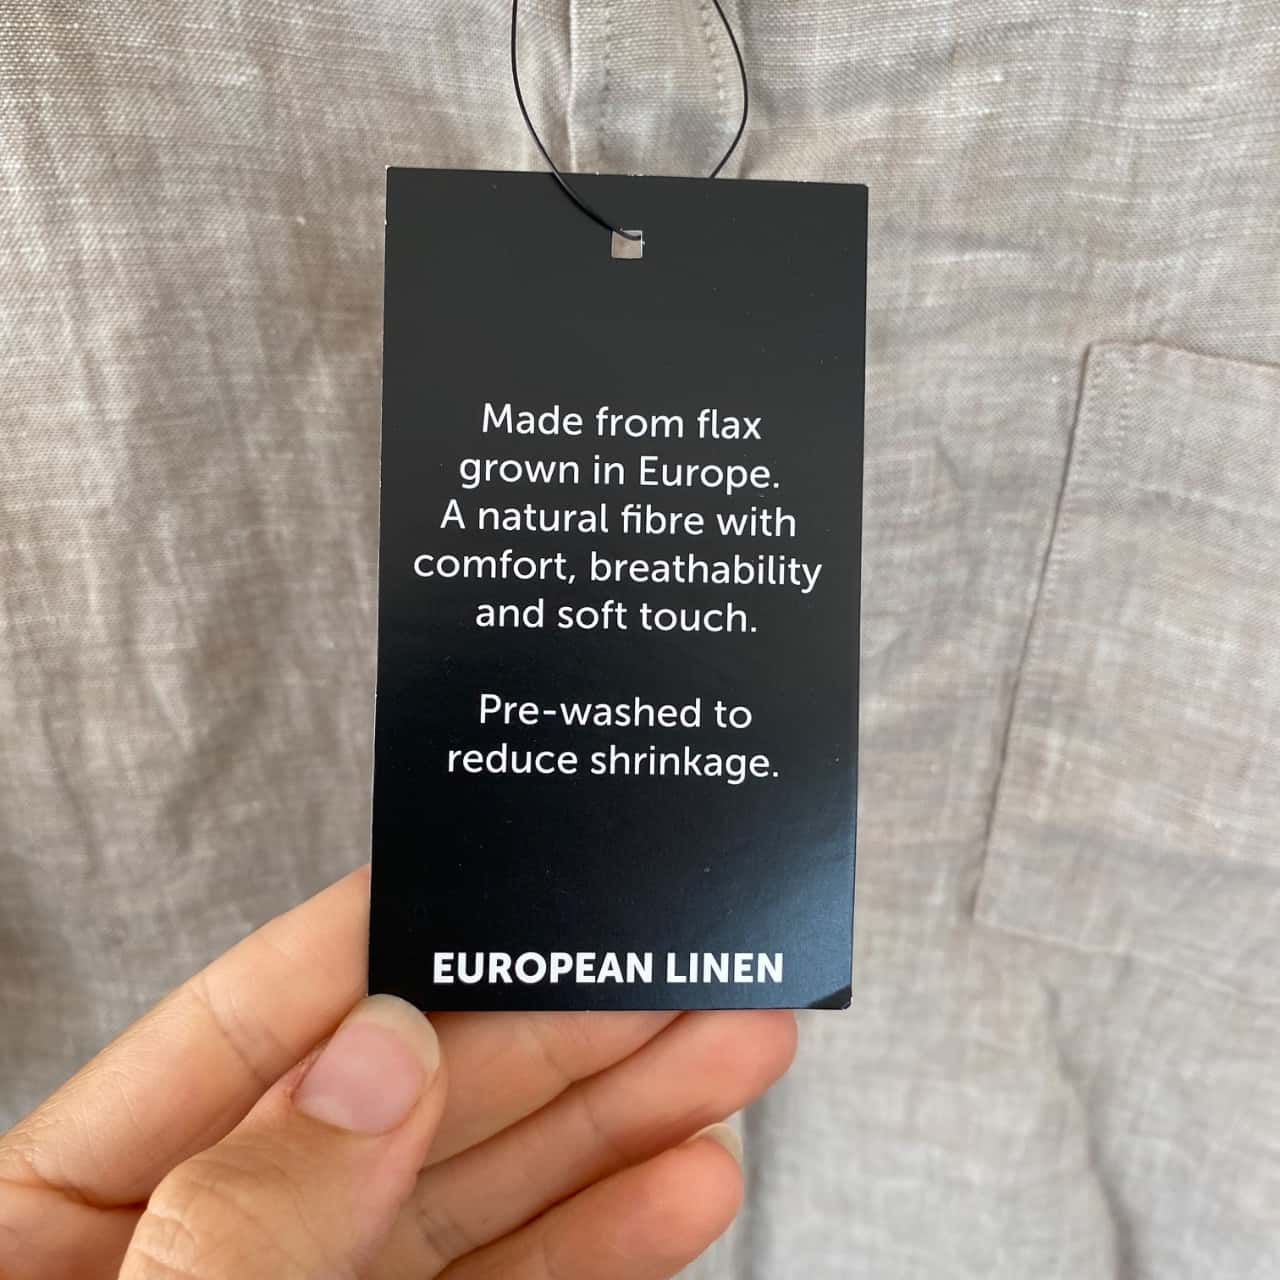 Made from flax
grown in Europe.
A natural fibre with
comfort, breathability
and soft touch.
Pre-washed to
reduce shrinkage.
EUROPEAN LINEN